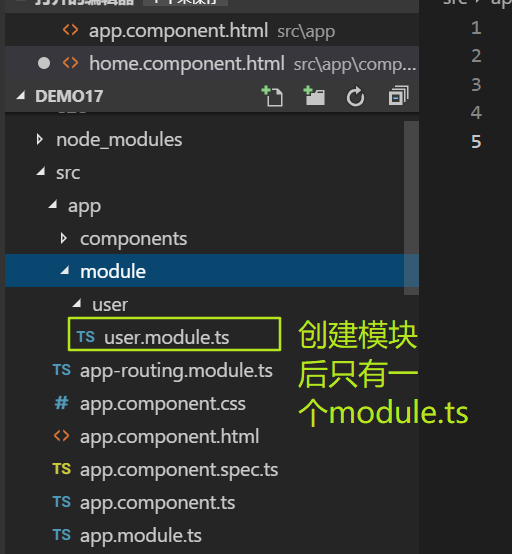 app.component.html src\app
home.component.html src\app\comp...
DEMO17
node_modules
src
app
components
module
user
TS user.module.ts
TS app-routing.module.ts
# app.component.css
<> app.component.html
TS app.component.spec.ts
TS app.component.ts
TS app.module.ts
创建模块
后只有一
个module.ts
1
2
3
4
5